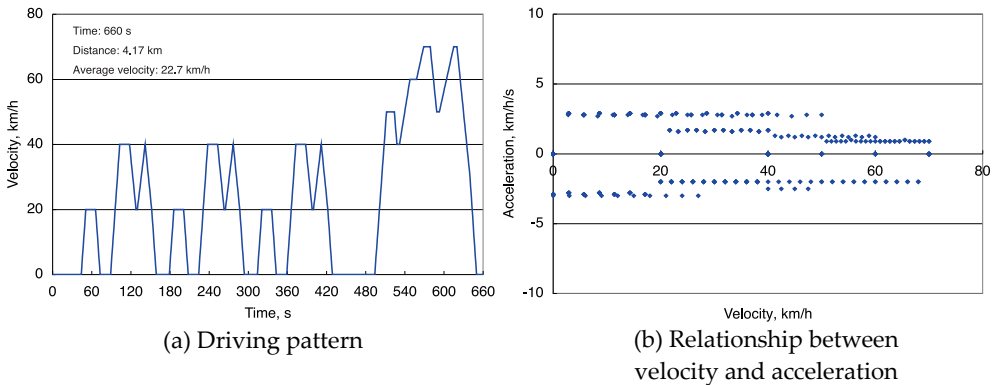 80
60
40
20
0
Velocity, km/h
Time: 660 s
Distance: 4.17 km
Average velocity: 22.7 km/h
0 60 120 180 240 300 360 420 480 540 600 660
Time, s
(a) Driving pattern
10
5
0
-5
-10
Acceleration, km/h/s
0 20 40 60 80
Velocity, km/h
(b) Relationship between
velocity and acceleration